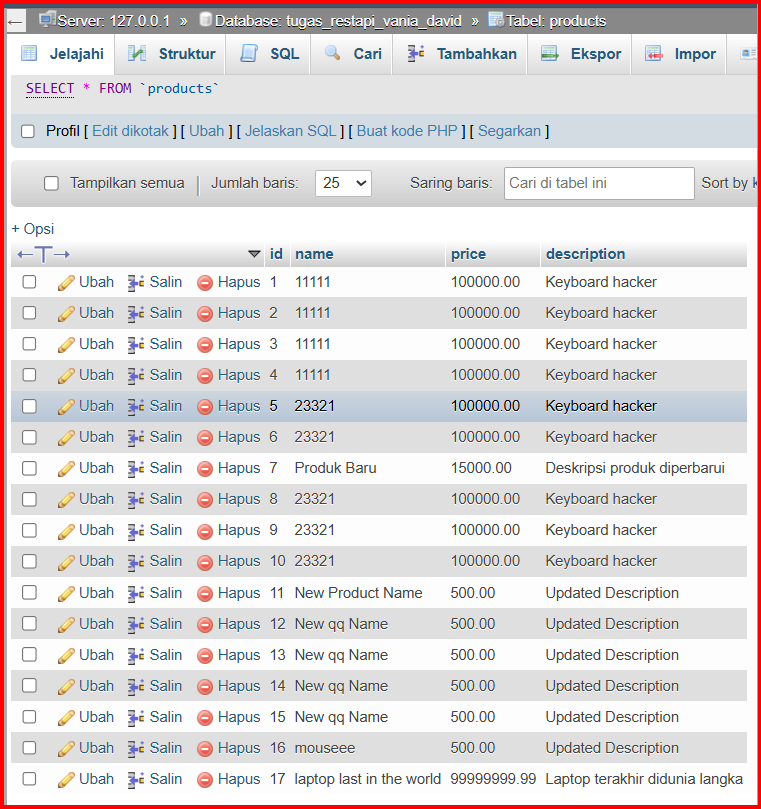 Server: 127.0.0.1 » Database: tugas_restapi_vania_david » Tabel: products
Jelajahi Struktur SQL Cari Tambahkan Ekspor Impor
SELECT * FROM `products`
Profil [ Edit dikotak ] [ Ubah ] [ Jelaskan SQL ] [ Buat kode PHP ] [ Segarkan ]
Tampilkan semua Jumlah baris: 25 Saring baris: Cari di tabel ini Sort by
+ Opsi
id name price description
Ubah Salin Hapus 1 11111 100000.00 Keyboard hacker
Ubah Salin Hapus 2 11111 100000.00 Keyboard hacker
Ubah Salin Hapus 3 11111 100000.00 Keyboard hacker
Ubah Salin Hapus 4 11111 100000.00 Keyboard hacker
Ubah Salin Hapus 5 23321 100000.00 Keyboard hacker
Ubah Salin Hapus 6 23321 100000.00 Keyboard hacker
Ubah Salin Hapus 7 Produk Baru 15000.00 Deskripsi produk diperbarui
Ubah Salin Hapus 8 23321 100000.00 Keyboard hacker
Ubah Salin Hapus 9 23321 100000.00 Keyboard hacker
Ubah Salin Hapus 10 23321 100000.00 Keyboard hacker
Ubah Salin Hapus 11 New Product Name 500.00 Updated Description
Ubah Salin Hapus 12 New qq Name 500.00 Updated Description
Ubah Salin Hapus 13 New qq Name 500.00 Updated Description
Ubah Salin Hapus 14 New qq Name 500.00 Updated Description
Ubah Salin Hapus 15 New qq Name 500.00 Updated Description
Ubah Salin Hapus 16 mouseee 500.00 Updated Description
Ubah Salin Hapus 17 laptop last in the world 99999999.99 Laptop terakhir didunia langka